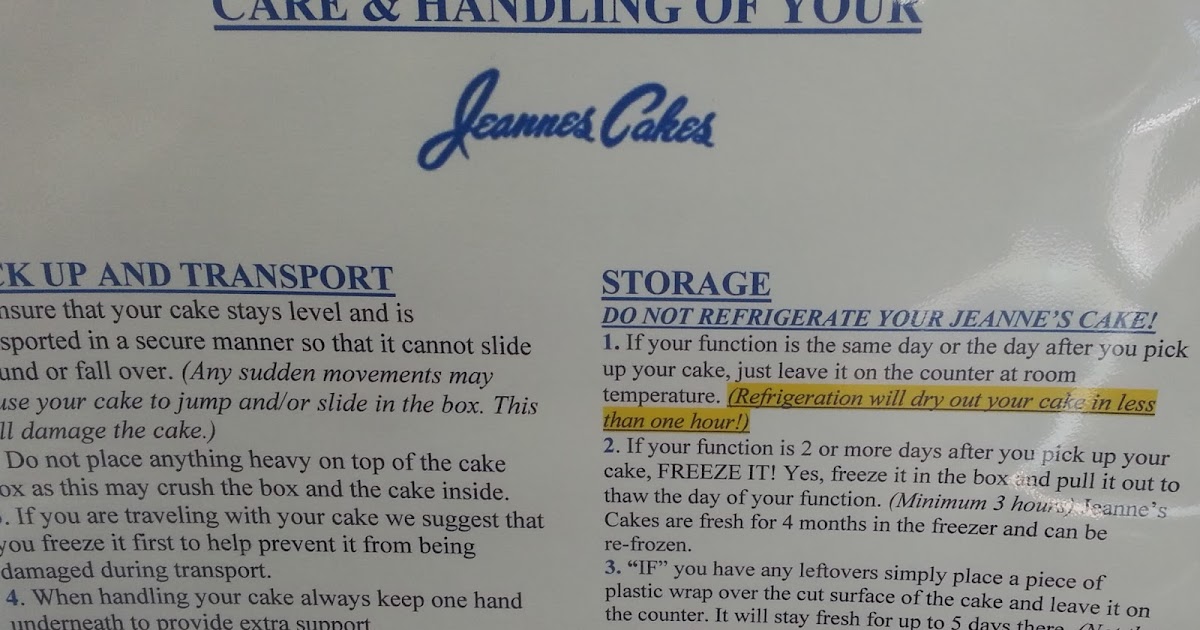 CARE & HANDLING OF YOUR
Jeannes Cakes
CK UP AND TRANSPORT
nsure that your cake stays level and is
sported in a secure manner so that it cannot slide
und or fall over. (Any sudden movements may
use your cake to jump and/or slide in the box. This
ll damage the cake.)
Do not place anything heavy on top of the cake
ox as this may crush the box and the cake inside.
. If you are traveling with your cake we suggest that
you freeze it first to help prevent it from being
damaged during transport.
4. When handling your cake always keep one hand
underneath to provide extra support
STORAGE
DO NOT REFRIGERATE YOUR JEANNE'S CAKE!
1. If your function is the same day or the day after you pick
up your cake, just leave it on the counter at room
temperature. (Refrigeration will dry out your cake in less
than one hour!)
2. If your function is 2 or more days after you pick up your
cake, FREEZE IT! Yes, freeze it in the box and pull it out to
thaw the day of your function. (Minimum 3 hours) Jeanne's
Cakes are fresh for 4 months in the freezer and can be
re-frozen.
3. “IF” you have any leftovers simply place a piece of
plastic wrap over the cut surface of the cake and leave it on
the counter. It will stay fresh for up to 5 days there.